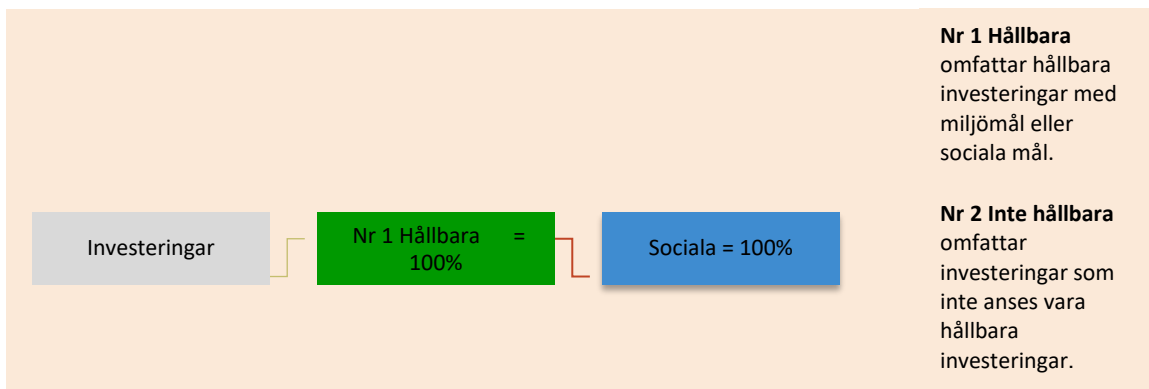 Investeringar
Nr 1 Hållbara =
100%
Sociala = 100%
Nr 1 Hållbara
omfattar hållbara
investeringar med
miljömål eller
sociala mål.
Nr 2 Inte hållbara
omfattar
investeringar som
inte anses vara
hållbara
investeringar.